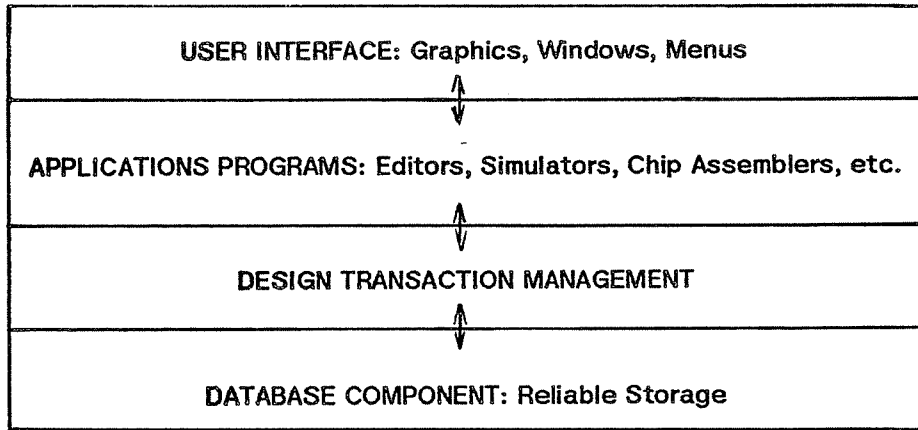 USER INTERFACE: Graphics, Windows, Menus
APPLICATIONS PROGRAMS: Editors, Simulators, Chip Assemblers, etc.
DESIGN TRANSACTION MANAGEMENT
DATABASE COMPONENT: Reliable Storage